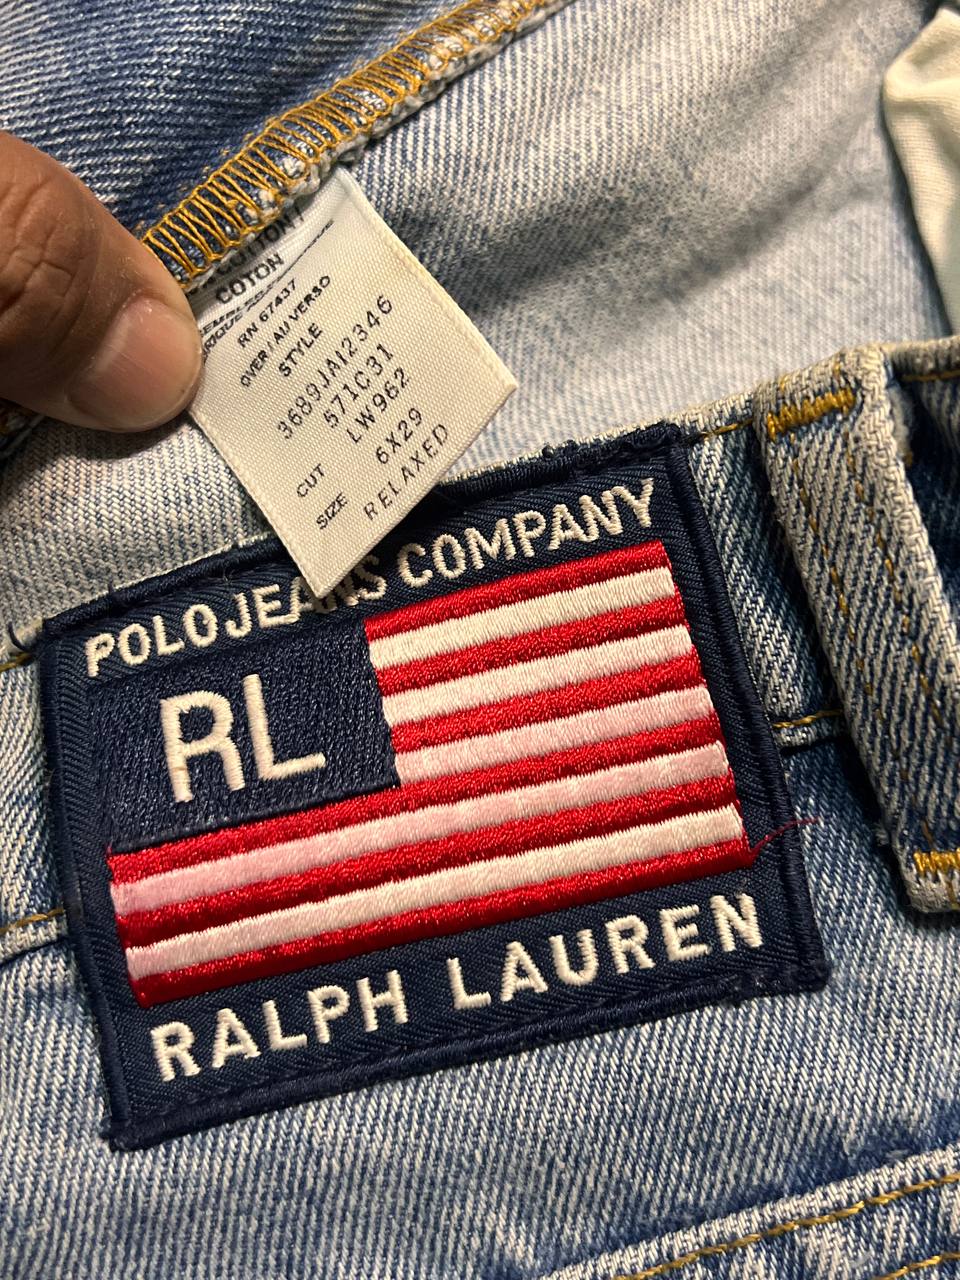 COTON
RN 67437
OVER / AU VERSO
STYLE
3689JAI2346
571C31
LW962
CUT 6X29
SIZE RELAXED
POLO JEANS COMPANY
RL
RALPH LAUREN